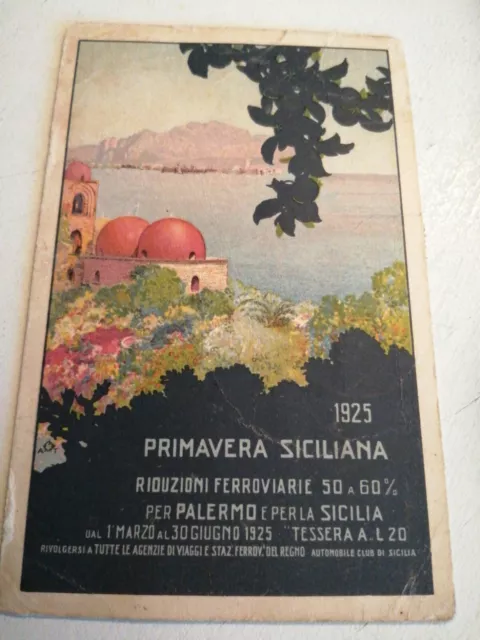 1925
PRIMAVERA SICILIANA
RIDUZIONI FERROVIARIE 50 A 60%
PER PALERMO E PER LA SICILIA
DAL 1° MARZO AL 30 GIUGNO 1925 "TESSERA A.L 20
RIVOLGERSI A TUTTE LE AGENZIE DI VIAGGI E STAZ. FERROV. DEL REGNO AUTOMOBILE CLUB DI SICILIA